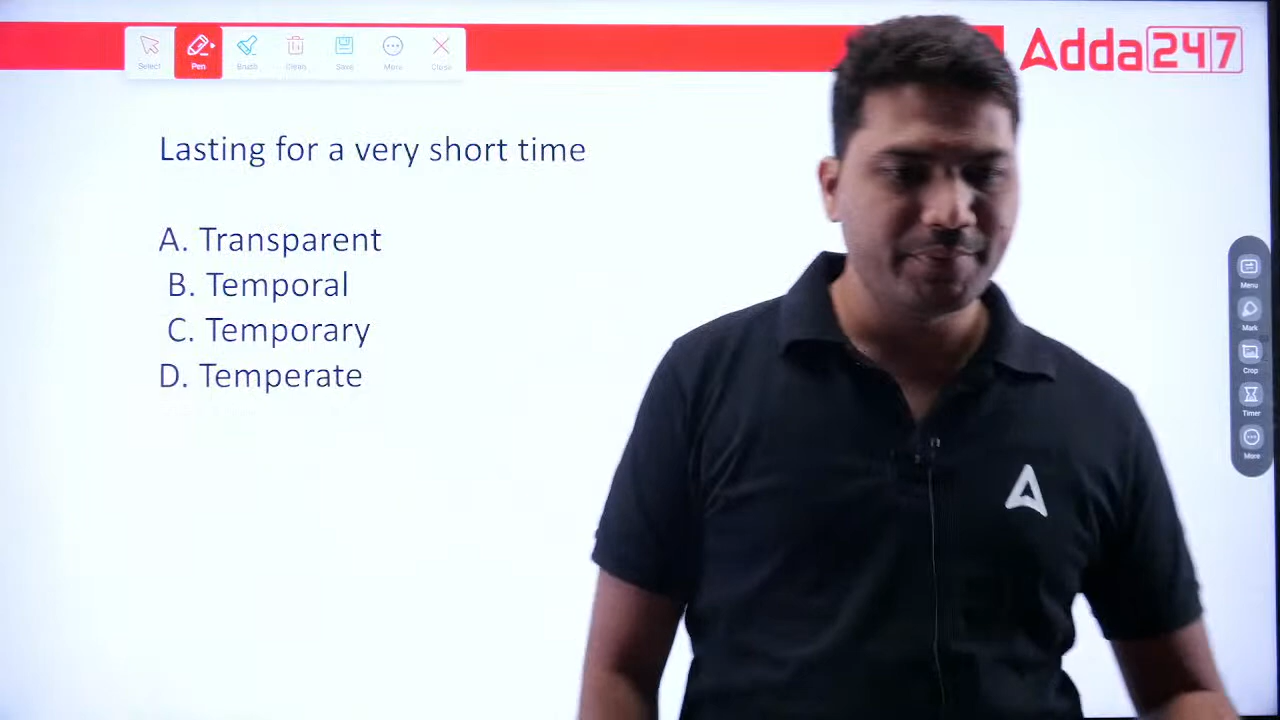 Select
Pen
Brush
Clean
Save
More
Close
Adda247
Lasting for a very short time
A. Transparent
B. Temporal
C. Temporary
D. Temperate
Menu
Mark
Crop
Timer
More